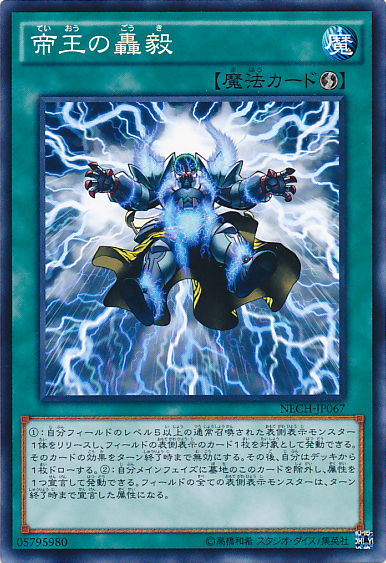 帝王の轟毅
魔
【魔法カード】
NECH-JP067
①:自分フィールドのレベル5以上の通常召喚された表側表示モンスター
1体をリリースし、フィールドの表側表示のカード1枚を対象として発動できる。
そのカードの効果をターン終了時まで無効にする。その後、自分はデッキから
1枚ドローする。②:自分メインフェイズに墓地のこのカードを除外し、属性を
1つ宣言して発動できる。フィールドの全ての表側表示モンスターは、ターン
終了時まで宣言した属性になる。
05795980
©高橋和希 スタジオ・ダイス/集英社